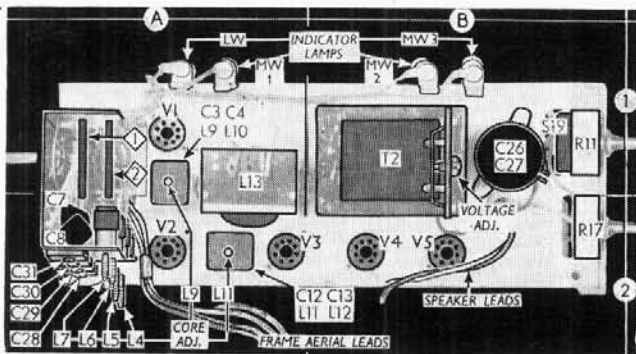 A B
LW INDICATOR LAMPS MW3
MW 1 MW 2
1
V1 C3 C4 L9 L10
1
2
L13
T2
C26 C27
S19
R11
VOLTAGE ADJ.
C7
C8
V2
V3
V4
V5
R17
C31
C30
C29
C28
L7 L6 L5 L4
L9
CORE ADJ.
L11
C12 C13
L11 L12
FRAME AERIAL LEADS
SPEAKER LEADS
2